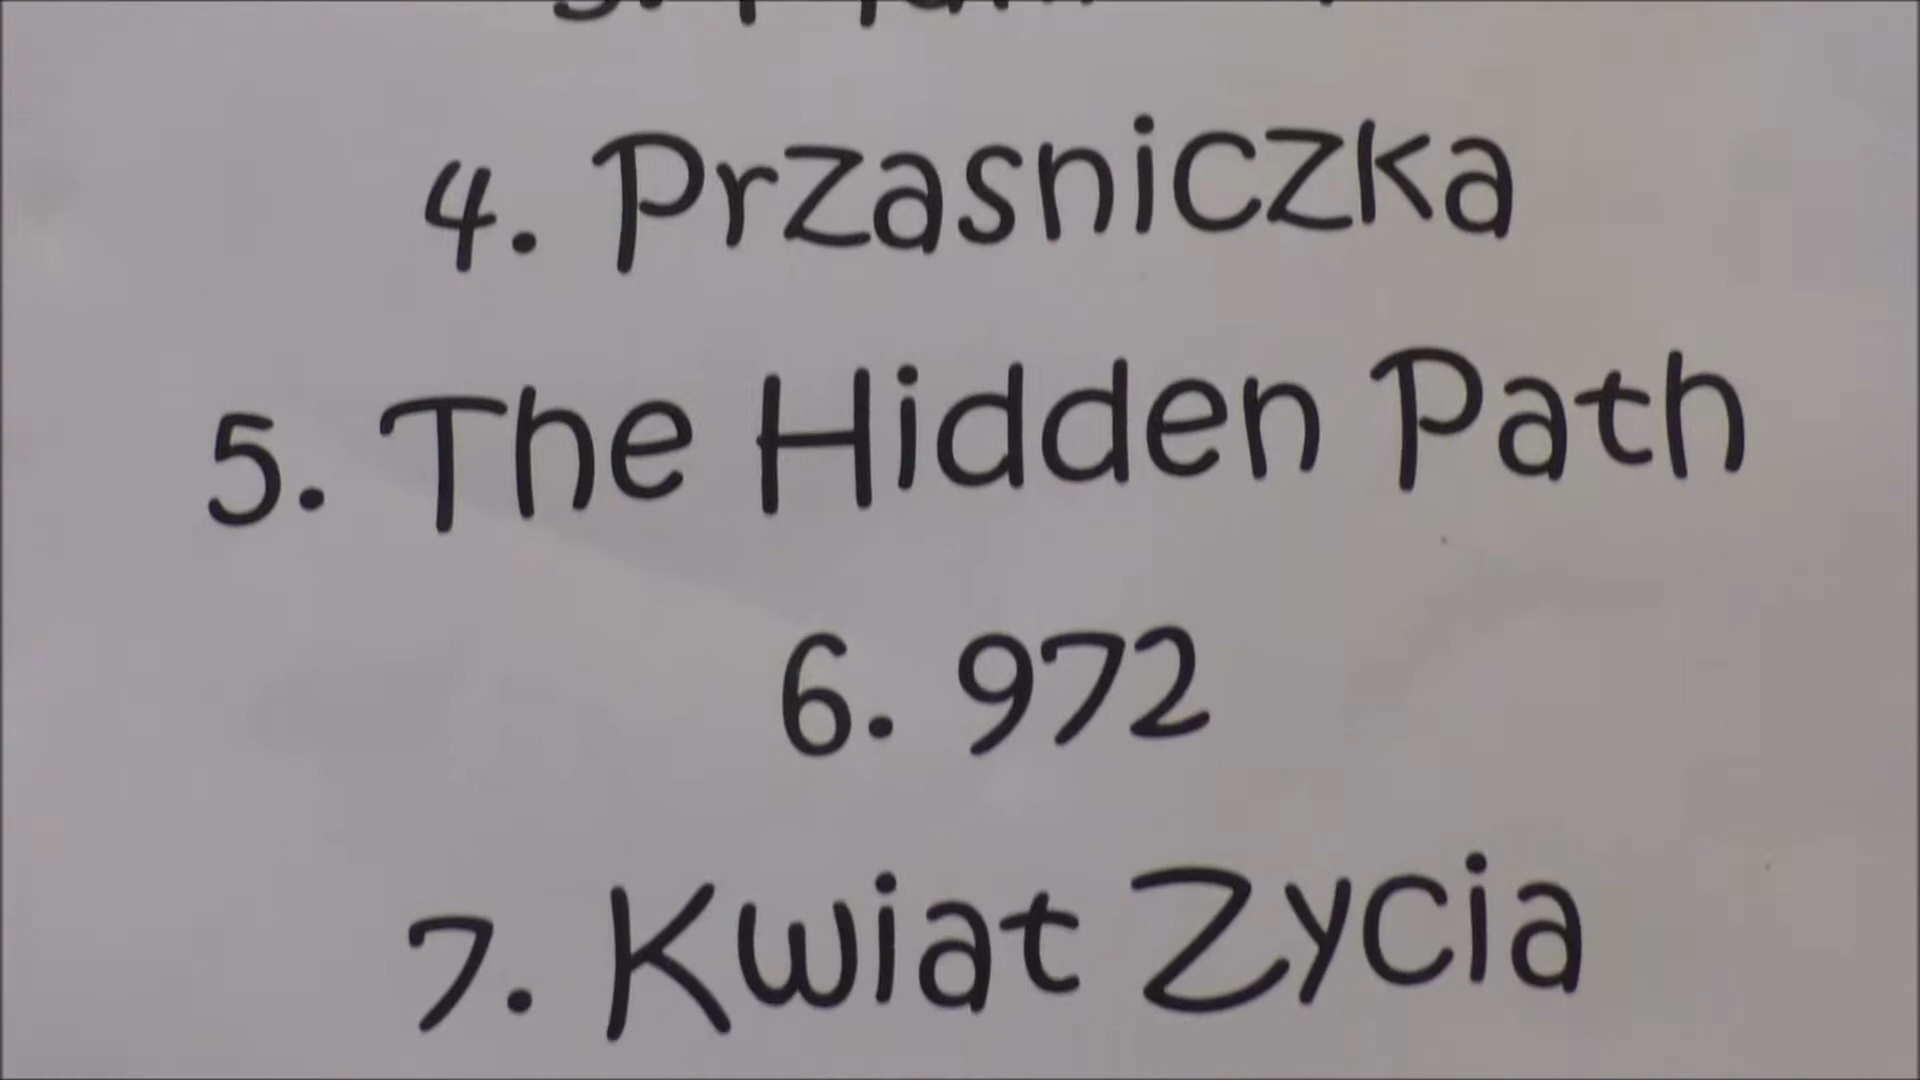 4. Przasniczka
5. The Hidden Path
6. 972
7. Kwiat Zycia